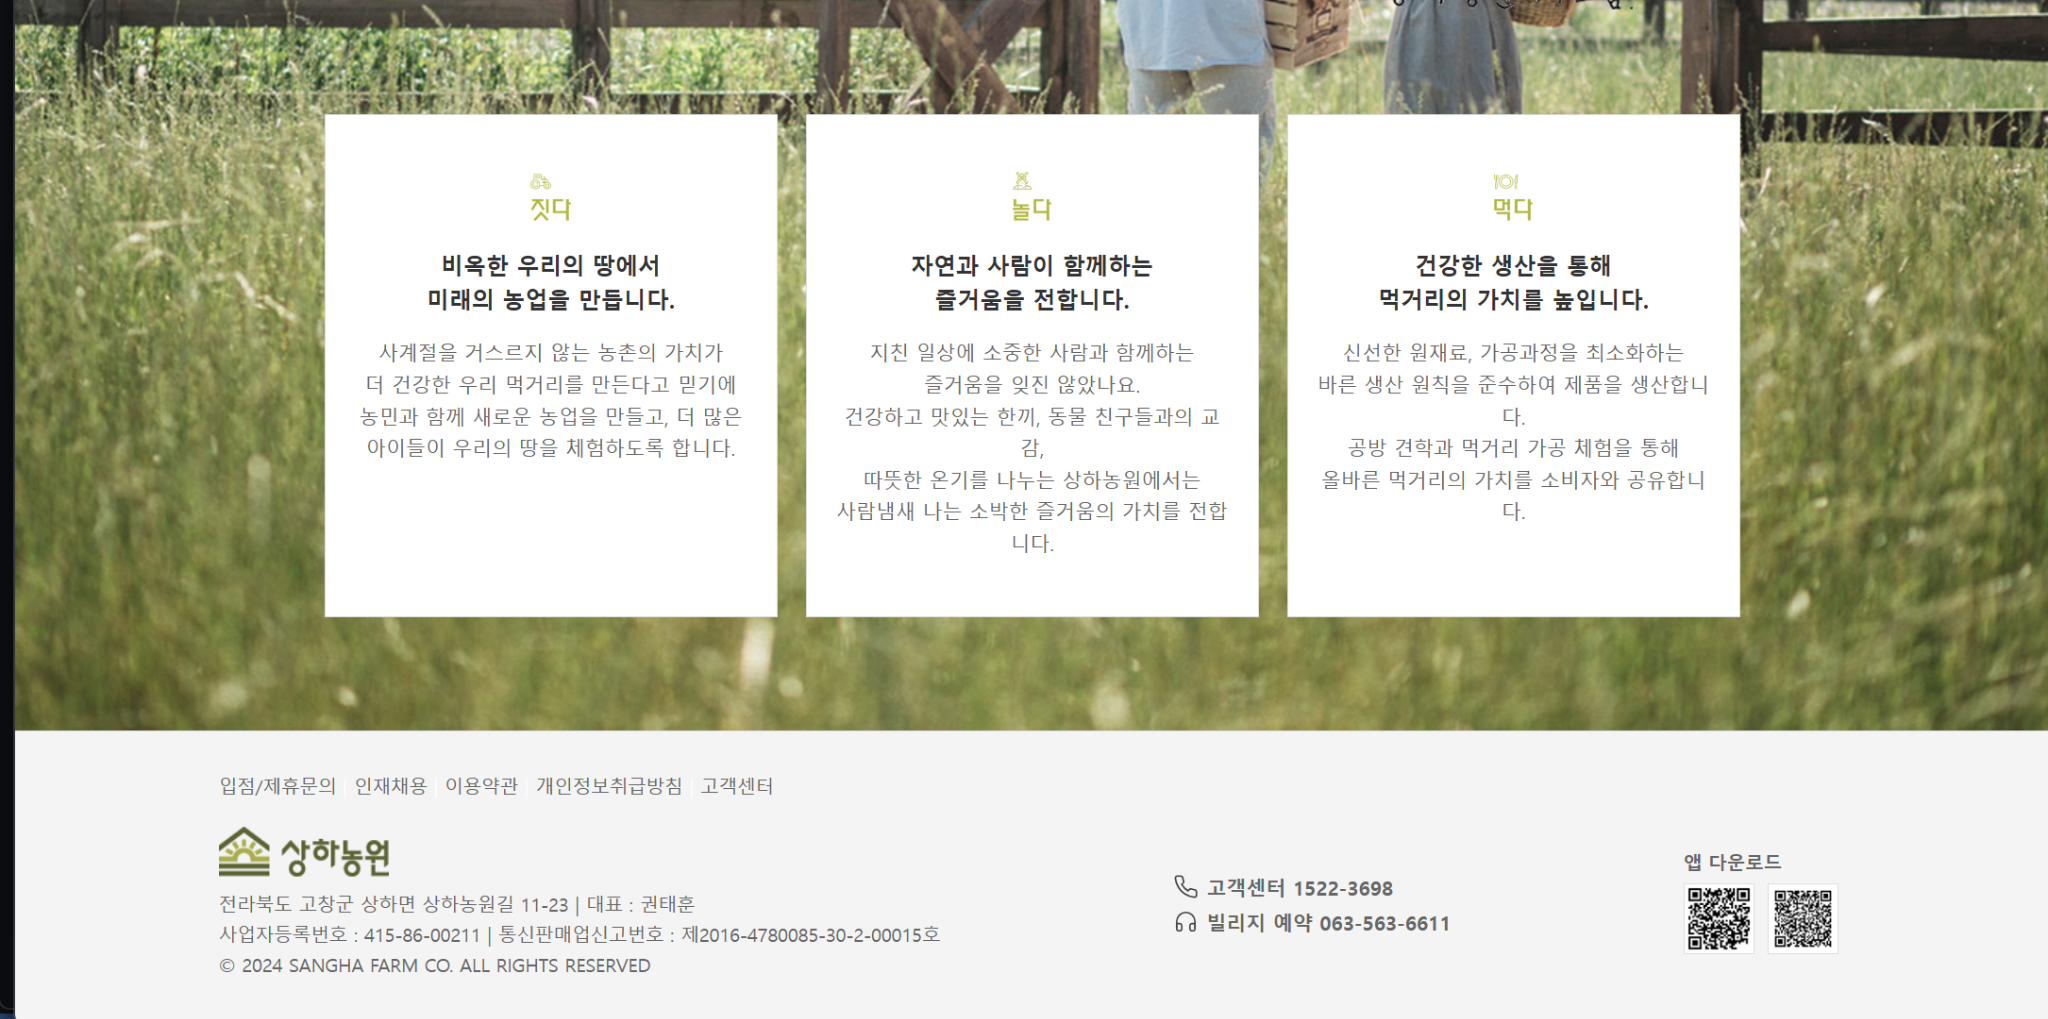 짓다
비옥한 우리의 땅에서
미래의 농업을 만듭니다.
사계절을 거스르지 않는 농촌의 가치가
더 건강한 우리 먹거리를 만든다고 믿기에
농민과 함께 새로운 농업을 만들고, 더 많은
아이들이 우리의 땅을 체험하도록 합니다.
놀다
자연과 사람이 함께하는
즐거움을 전합니다.
지친 일상에 소중한 사람과 함께하는
즐거움을 잊진 않았나요.
건강하고 맛있는 한끼, 동물 친구들과의 교
감,
따뜻한 온기를 나누는 상하농원에서는
사람냄새 나는 소박한 즐거움의 가치를 전합
니다.
먹다
건강한 생산을 통해
먹거리의 가치를 높입니다.
신선한 원재료, 가공과정을 최소화하는
바른 생산 원칙을 준수하여 제품을 생산합니
다.
공방 견학과 먹거리 가공 체험을 통해
올바른 먹거리의 가치를 소비자와 공유합니
다.
입점/제휴문의 | 인재채용 | 이용약관 | 개인정보취급방침 | 고객센터
상하농원
전라북도 고창군 상하면 상하농원길 11-23 | 대표 : 권태훈
사업자등록번호 : 415-86-00211 | 통신판매업신고번호 : 제2016-4780085-30-2-00015호
© 2024 SANGHA FARM CO. ALL RIGHTS RESERVED
고객센터 1522-3698
빌리지 예약 063-563-6611
앱 다운로드